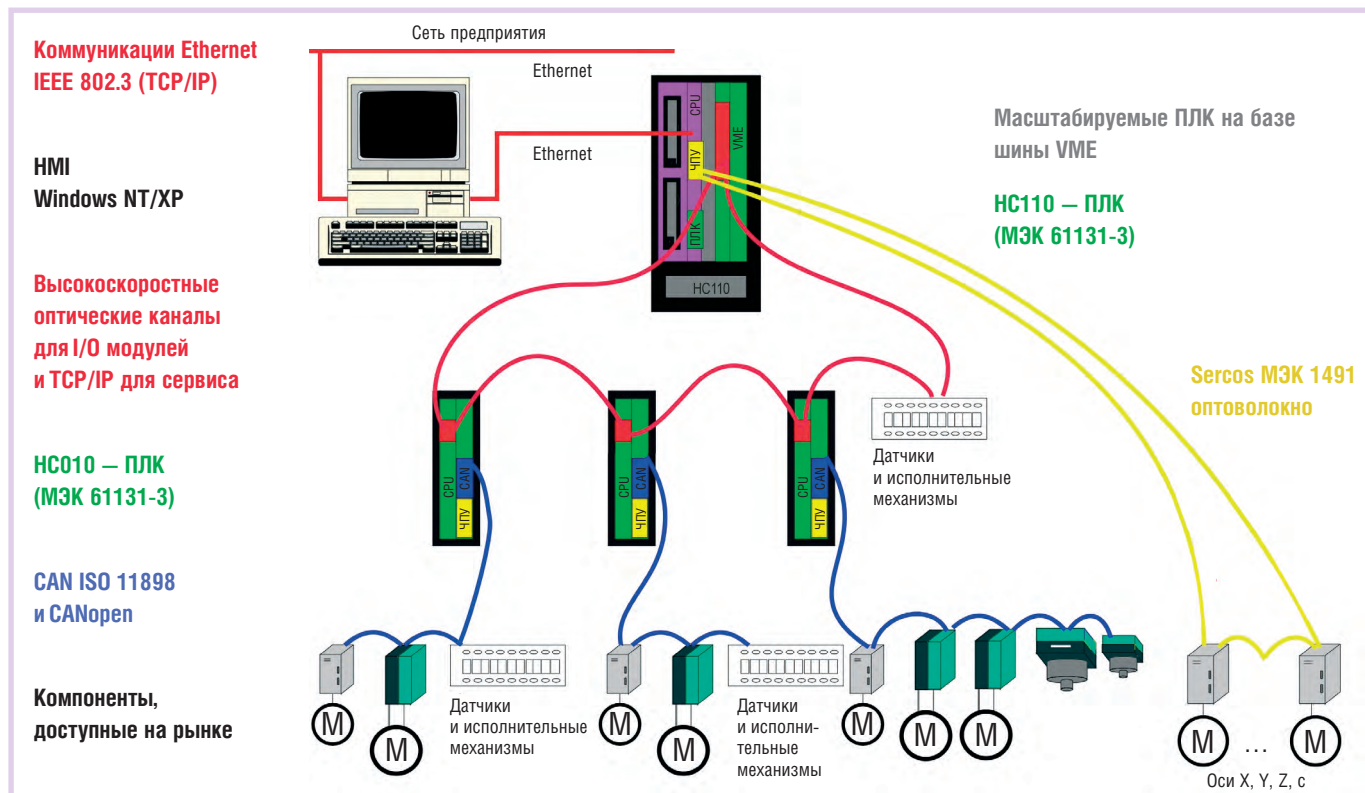 Коммуникации Ethernet
IEEE 802.3 (TCP/IP)
HMI
Windows NT/XP
Высокоскоростные
оптические каналы
для I/O модулей
и TCP/IP для сервиса
НС010 — ПЛК
(МЭК 61131-3)
CAN ISO 11898
и CANopen
Компоненты,
доступные на рынке
Сеть предприятия
Ethernet
Ethernet
CPU
ЧПУ
ПЛК
VME
НС110
Масштабируемые ПЛК на базе
шины VME
НС110 — ПЛК
(МЭК 61131-3)
Sercos МЭК 1491
оптоволокно
CPU
CAN
ЧПУ
CPU
CAN
ЧПУ
CPU
CAN
ЧПУ
Датчики
и исполнительные
механизмы
Датчики
и исполнительные
механизмы
Датчики
и исполни-
тельные
механизмы
M
M
M
M
M
M
M
M
...
M
Оси X, Y, Z, с